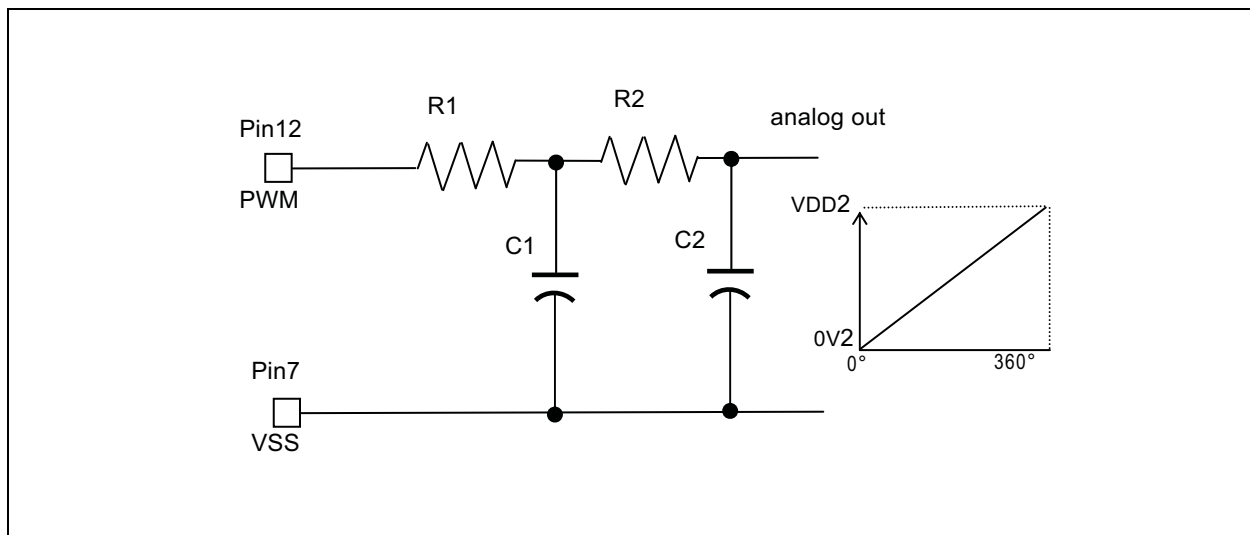 R1
R2
analog out
Pin12
PWM
VDD2
C1
C2
0V2
0°
360°
Pin7
VSS